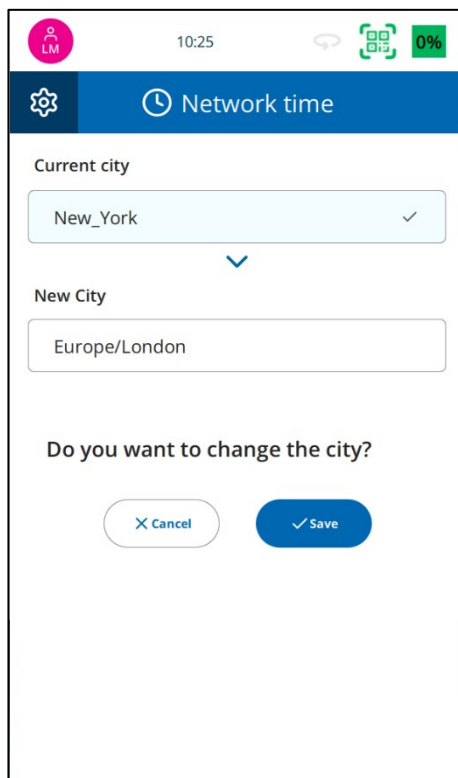 LM
10:25
0%
Network time
Current city
New_York
New City
Europe/London
Do you want to change the city?
Cancel
Save